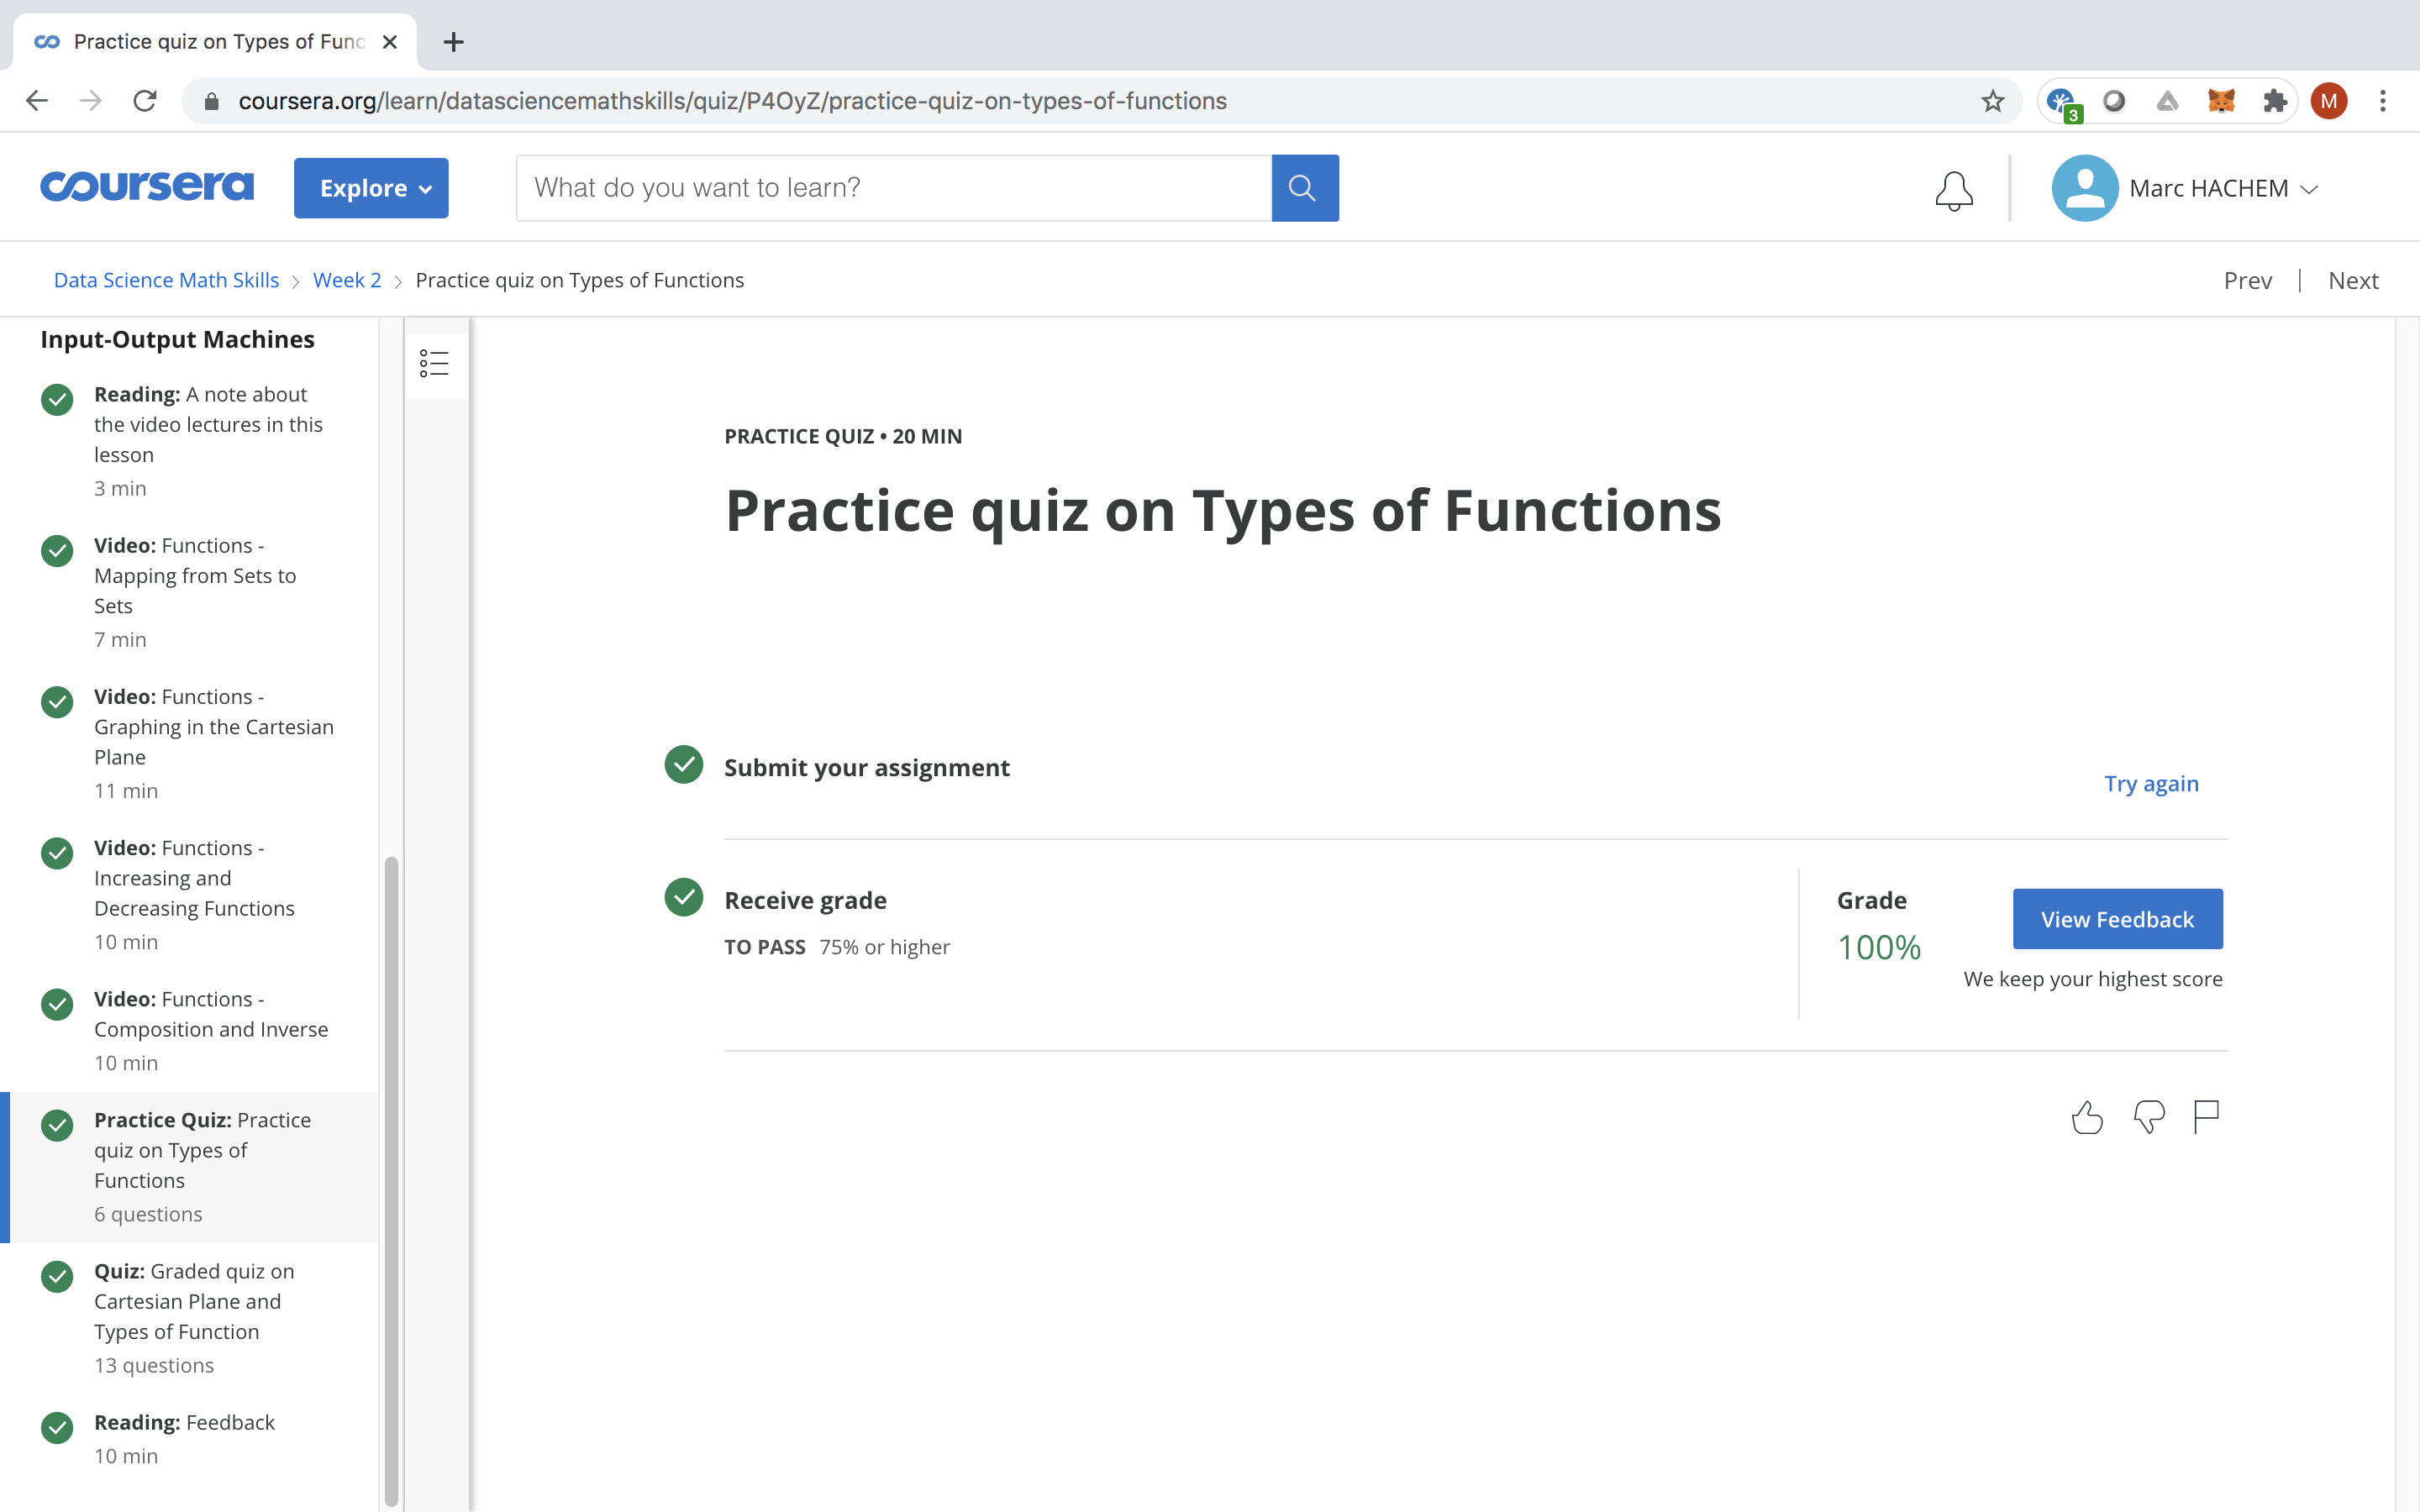 Practice quiz on Types of Func
coursera.org/learn/datasciencemathskills/quiz/P4OyZ/practice-quiz-on-types-of-functions
3
M
coursera
Explore
What do you want to learn?
Marc HACHEM
Data Science Math Skills > Week 2 > Practice quiz on Types of Functions
Prev | Next
Input-Output Machines
Reading: A note about
the video lectures in this
lesson
3 min
Video: Functions -
Mapping from Sets to
Sets
7 min
Video: Functions -
Graphing in the Cartesian
Plane
11 min
Video: Functions -
Increasing and
Decreasing Functions
10 min
Video: Functions -
Composition and Inverse
10 min
Practice Quiz: Practice
quiz on Types of
Functions
6 questions
Quiz: Graded quiz on
Cartesian Plane and
Types of Function
13 questions
Reading: Feedback
10 min
PRACTICE QUIZ • 20 MIN
Practice quiz on Types of Functions
Submit your assignment
Try again
Receive grade
TO PASS 75% or higher
Grade
100%
View Feedback
We keep your highest score